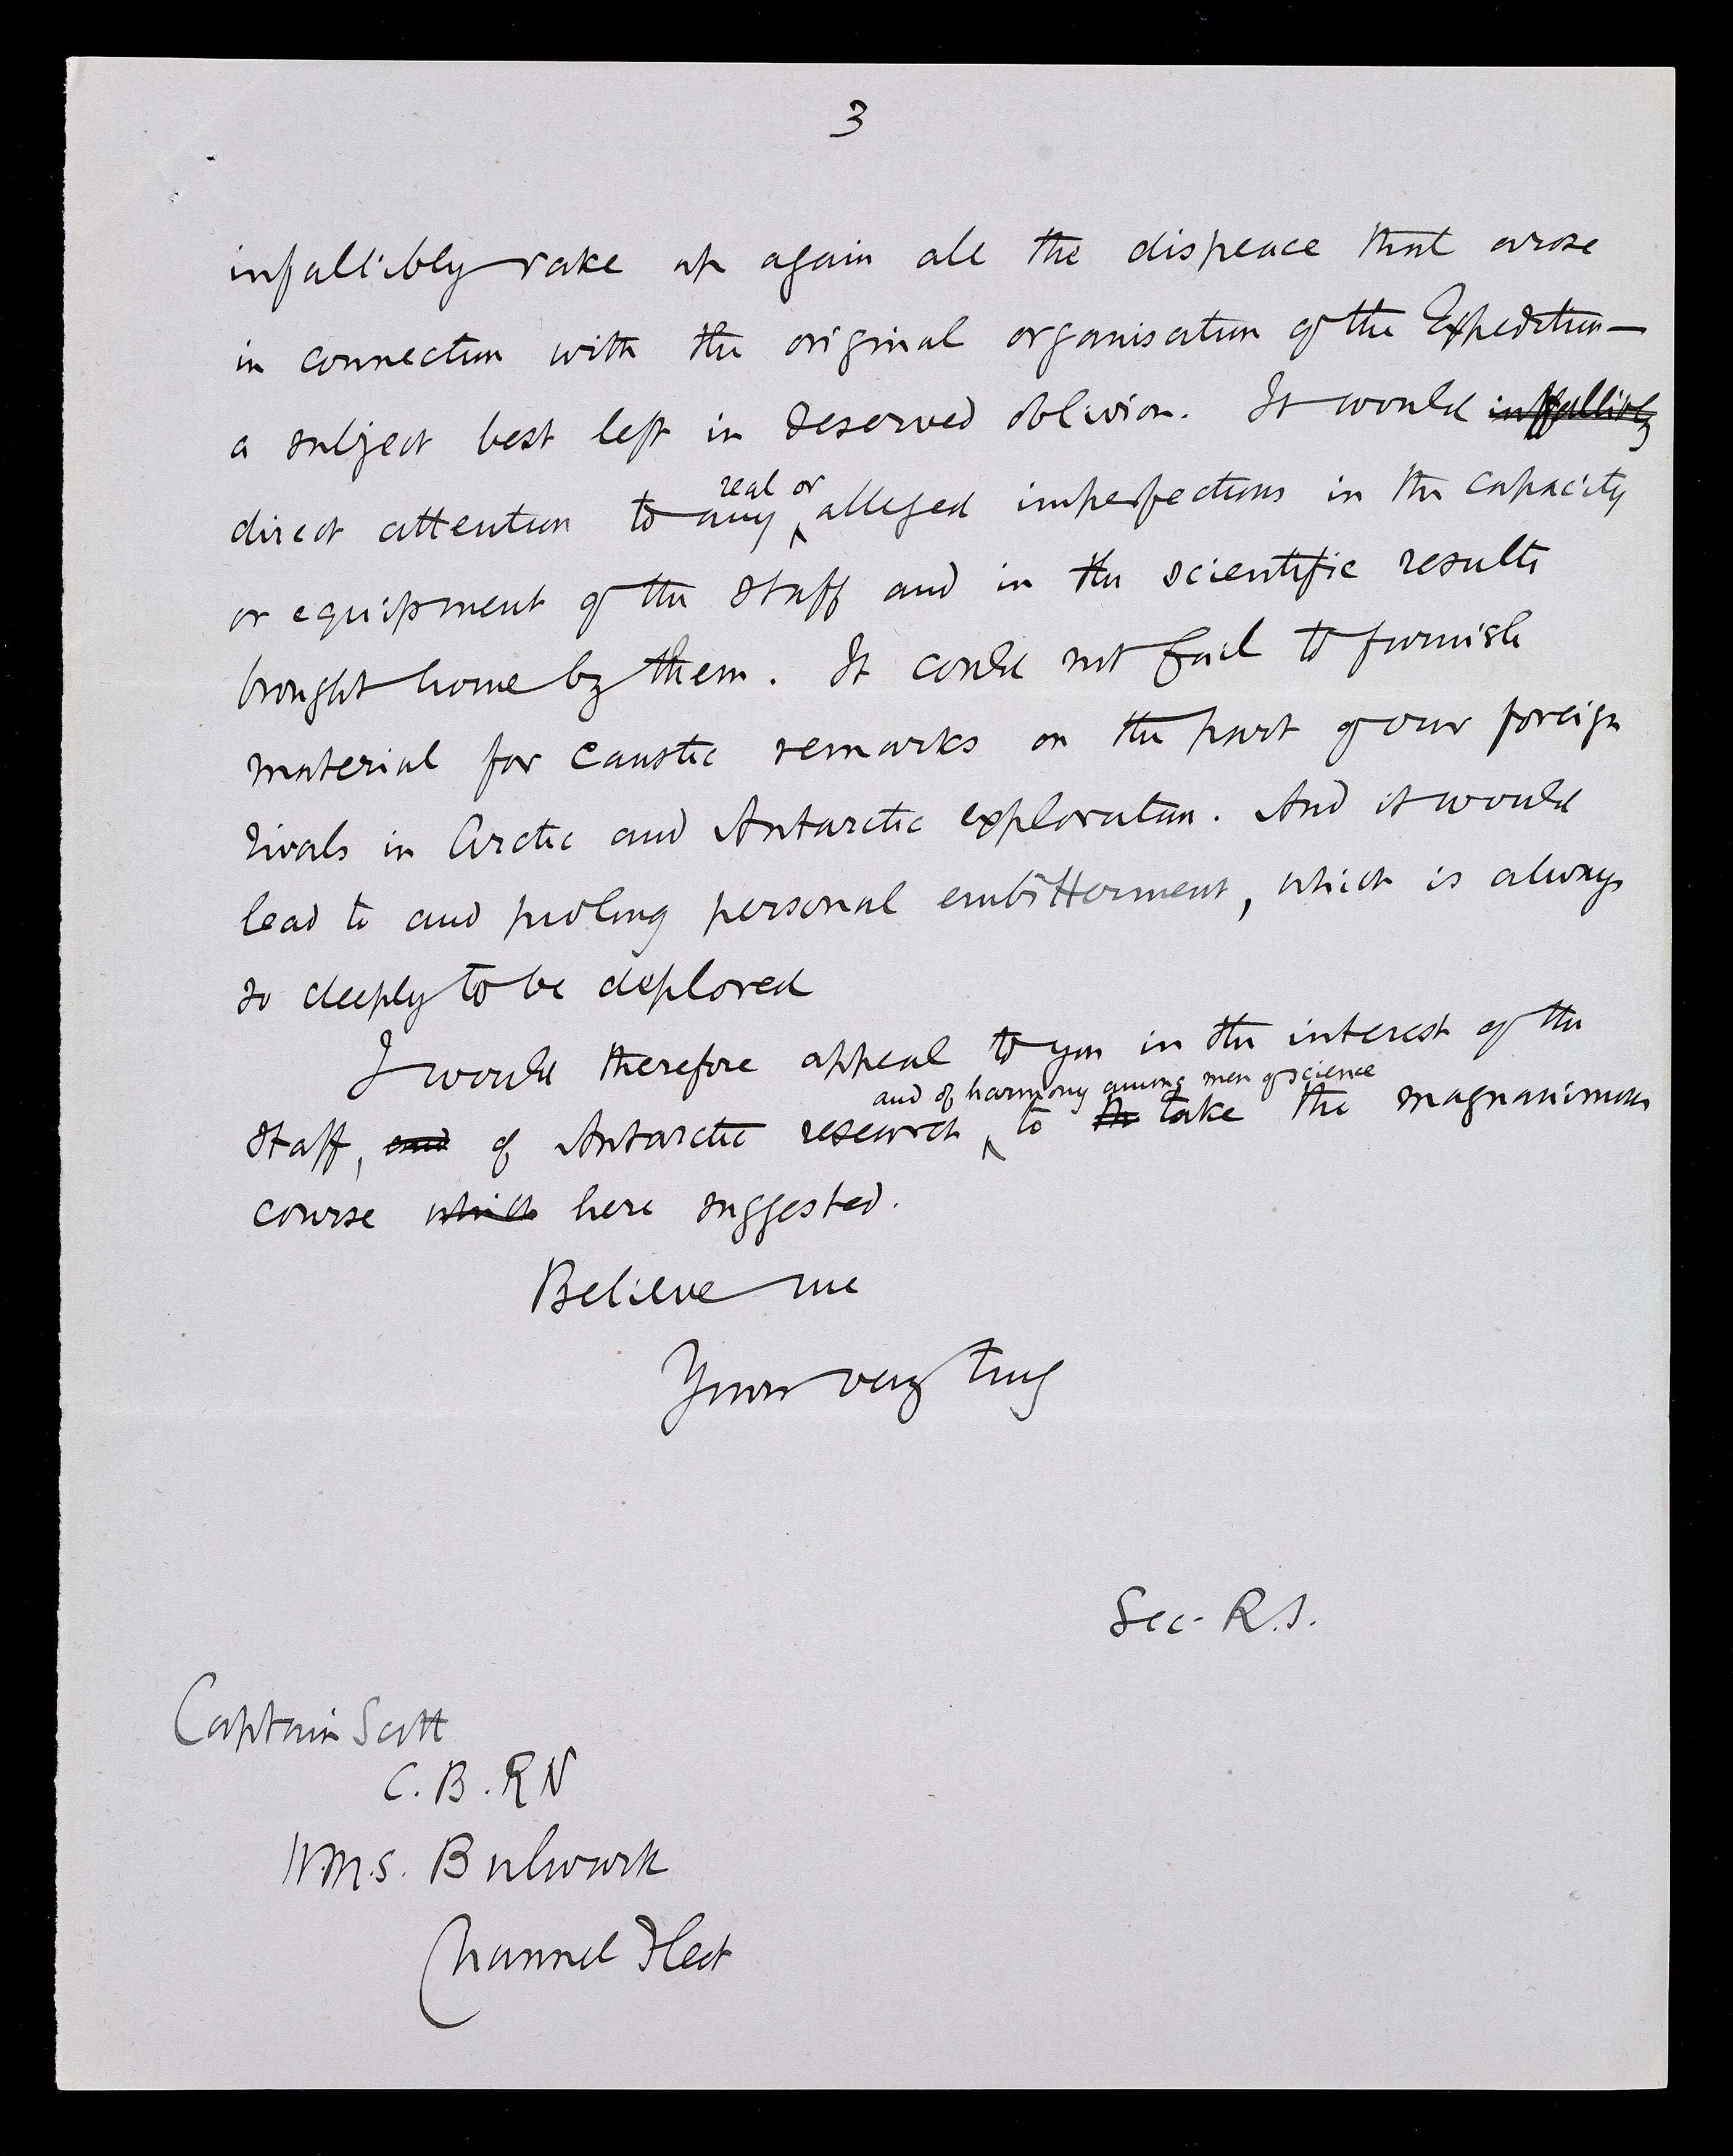 3
infallibly rake up again all the dispeace that arose
in connection with the original organisation of the Expedition—
a subject best left in deserved oblivion. It would infallibly
real or
direct attention to any alleged imperfections in the capacity
or equipment of the Staff and in the scientific results
brought home by them. It could not fail to furnish
material for caustic remarks on the part of our foreign
rivals in Arctic and Antarctic exploration. And it would
lead to and prolong personal embitterment, which is always
so deeply to be deplored
I would therefore appeal to you in the interest of the
and of harmony among men of science
Staff, and of Antarctic research, to take the magnanimous
course which here suggested.
Believe me
Yours very truly
Sec. R.S.
Captain Scott
C.B. RN
H.M.S. Bulwark
Channel Fleet